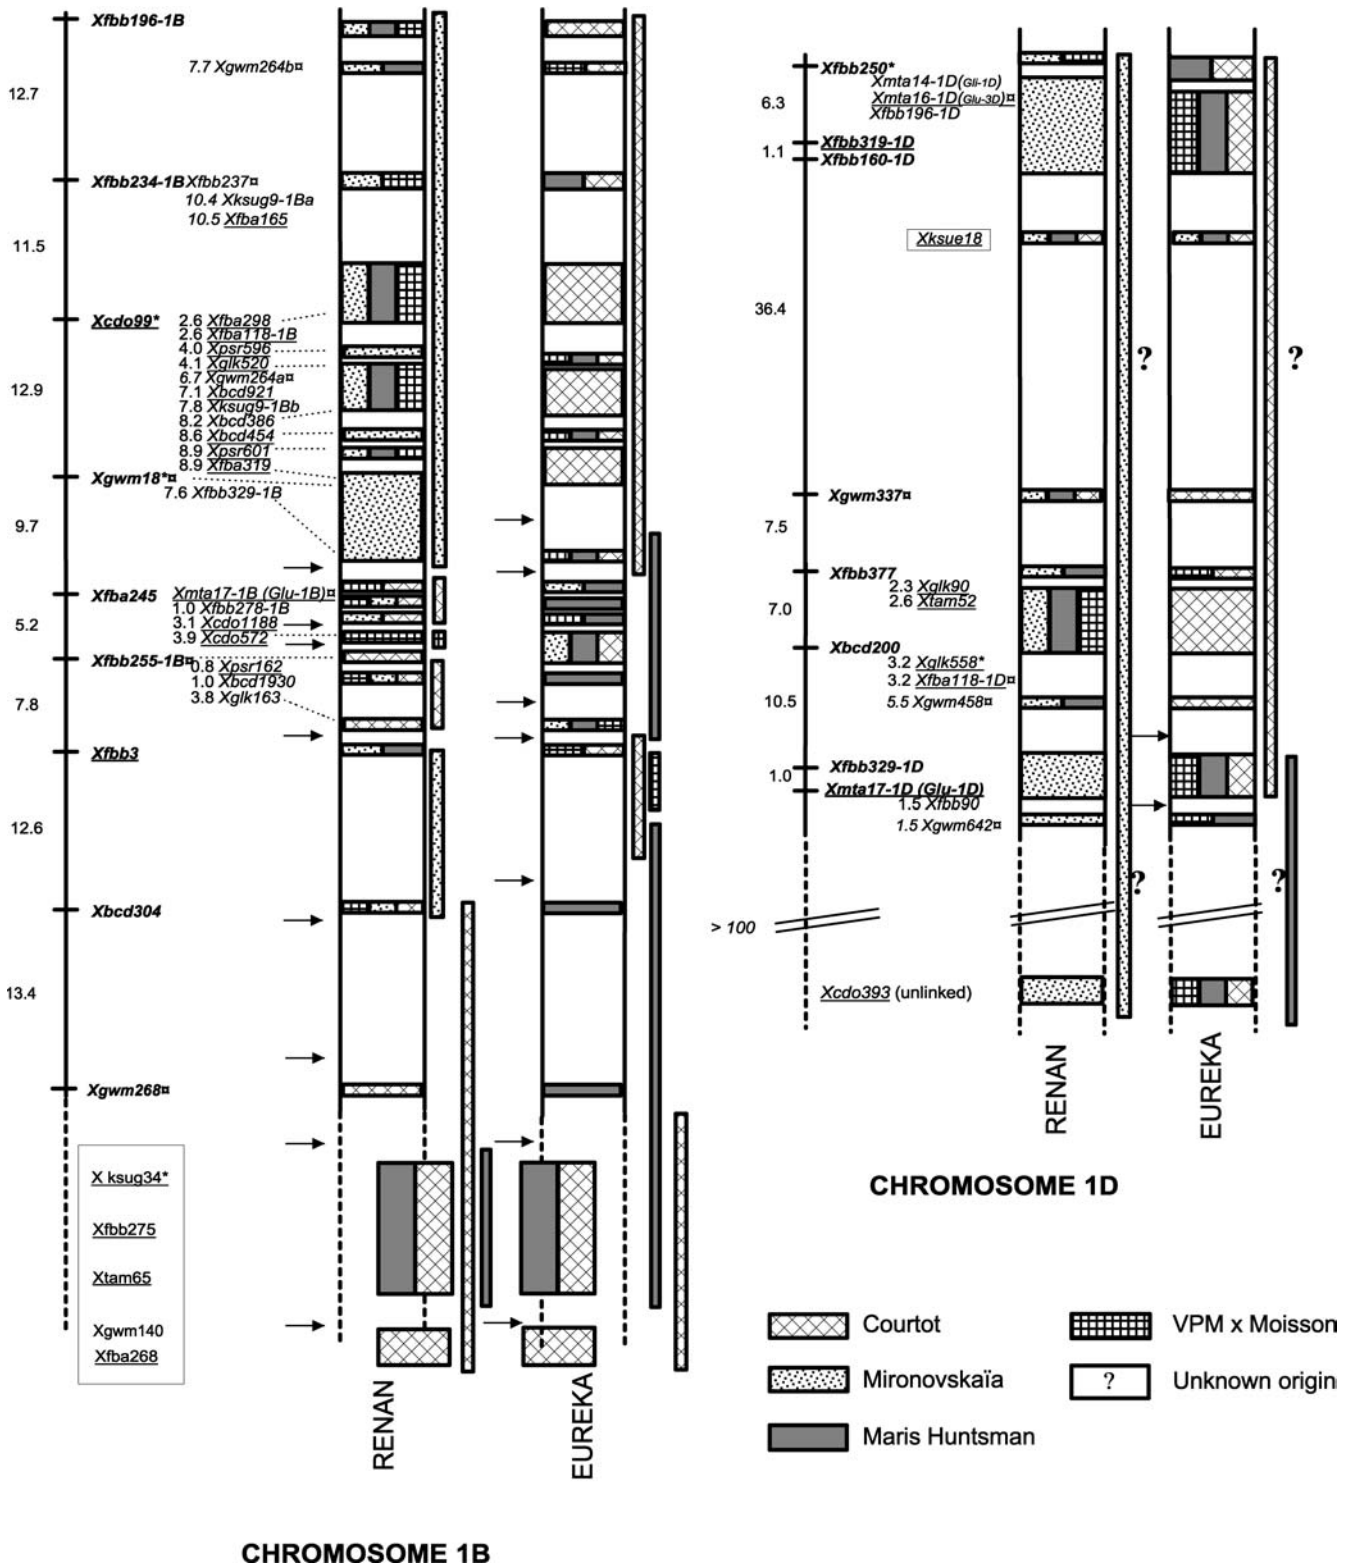 Xfbb196-1B
7.7 Xgwm264b¤
12.7
Xfbb234-1B Xfbb237¤
10.4 Xksug9-1Ba
10.5 Xfba165
11.5
Xcdo99*
2.6 Xfba298
2.6 Xfba118-1B
4.0 Xpsr596
4.1 Xglk520
6.7 Xgwm264a¤
7.1 Xbcd921
7.8 Xksug9-1Bb
8.2 Xbcd386
8.6 Xbcd454
8.9 Xpsr601
8.9 Xfba319
12.9
Xgwm18*¤
7.6 Xfbb329-1B
9.7
Xfba245
Xmta17-1B (Glu-1B)¤
1.0 Xfbb278-1B
3.1 Xcdo1188
3.9 Xcdo572
5.2
Xfbb255-1B¤
0.8 Xpsr162
1.0 Xbcd1930
3.8 Xglk163
7.8
Xfbb3
12.6
Xbcd304
13.4
Xgwm268¤
X ksug34*
Xfbb275
Xtam65
Xgwm140
Xfba268
RENAN
EUREKA
CHROMOSOME 1B
Xfbb250*
Xmta14-1D(Gli-1D)
Xmta16-1D(Glu-3D)¤
Xfbb196-1D
6.3
Xfbb319-1D
1.1
Xfbb160-1D
Xksue18
36.4
?
?
Xgwm337¤
7.5
Xfbb377
2.3 Xglk90
2.6 Xtam52
7.0
Xbcd200
3.2 Xglk558*
3.2 Xfba118-1D¤
5.5 Xgwm458¤
10.5
Xfbb329-1D
1.0
Xmta17-1D (Glu-1D)
1.5 Xfbb90
1.5 Xgwm642¤
?
?
> 100
Xcdo393 (unlinked)
RENAN
EUREKA
CHROMOSOME 1D
Courtot
VPM x Moisson
Mironovskaïa
? Unknown origin
Maris Huntsman